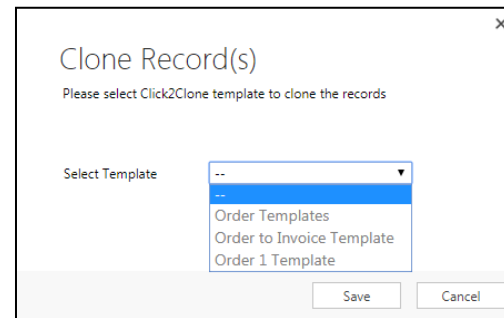 Clone Record(s)
Please select Click2Clone template to clone the records
Select Template --
--
Order Templates
Order to Invoice Template
Order 1 Template
Save Cancel